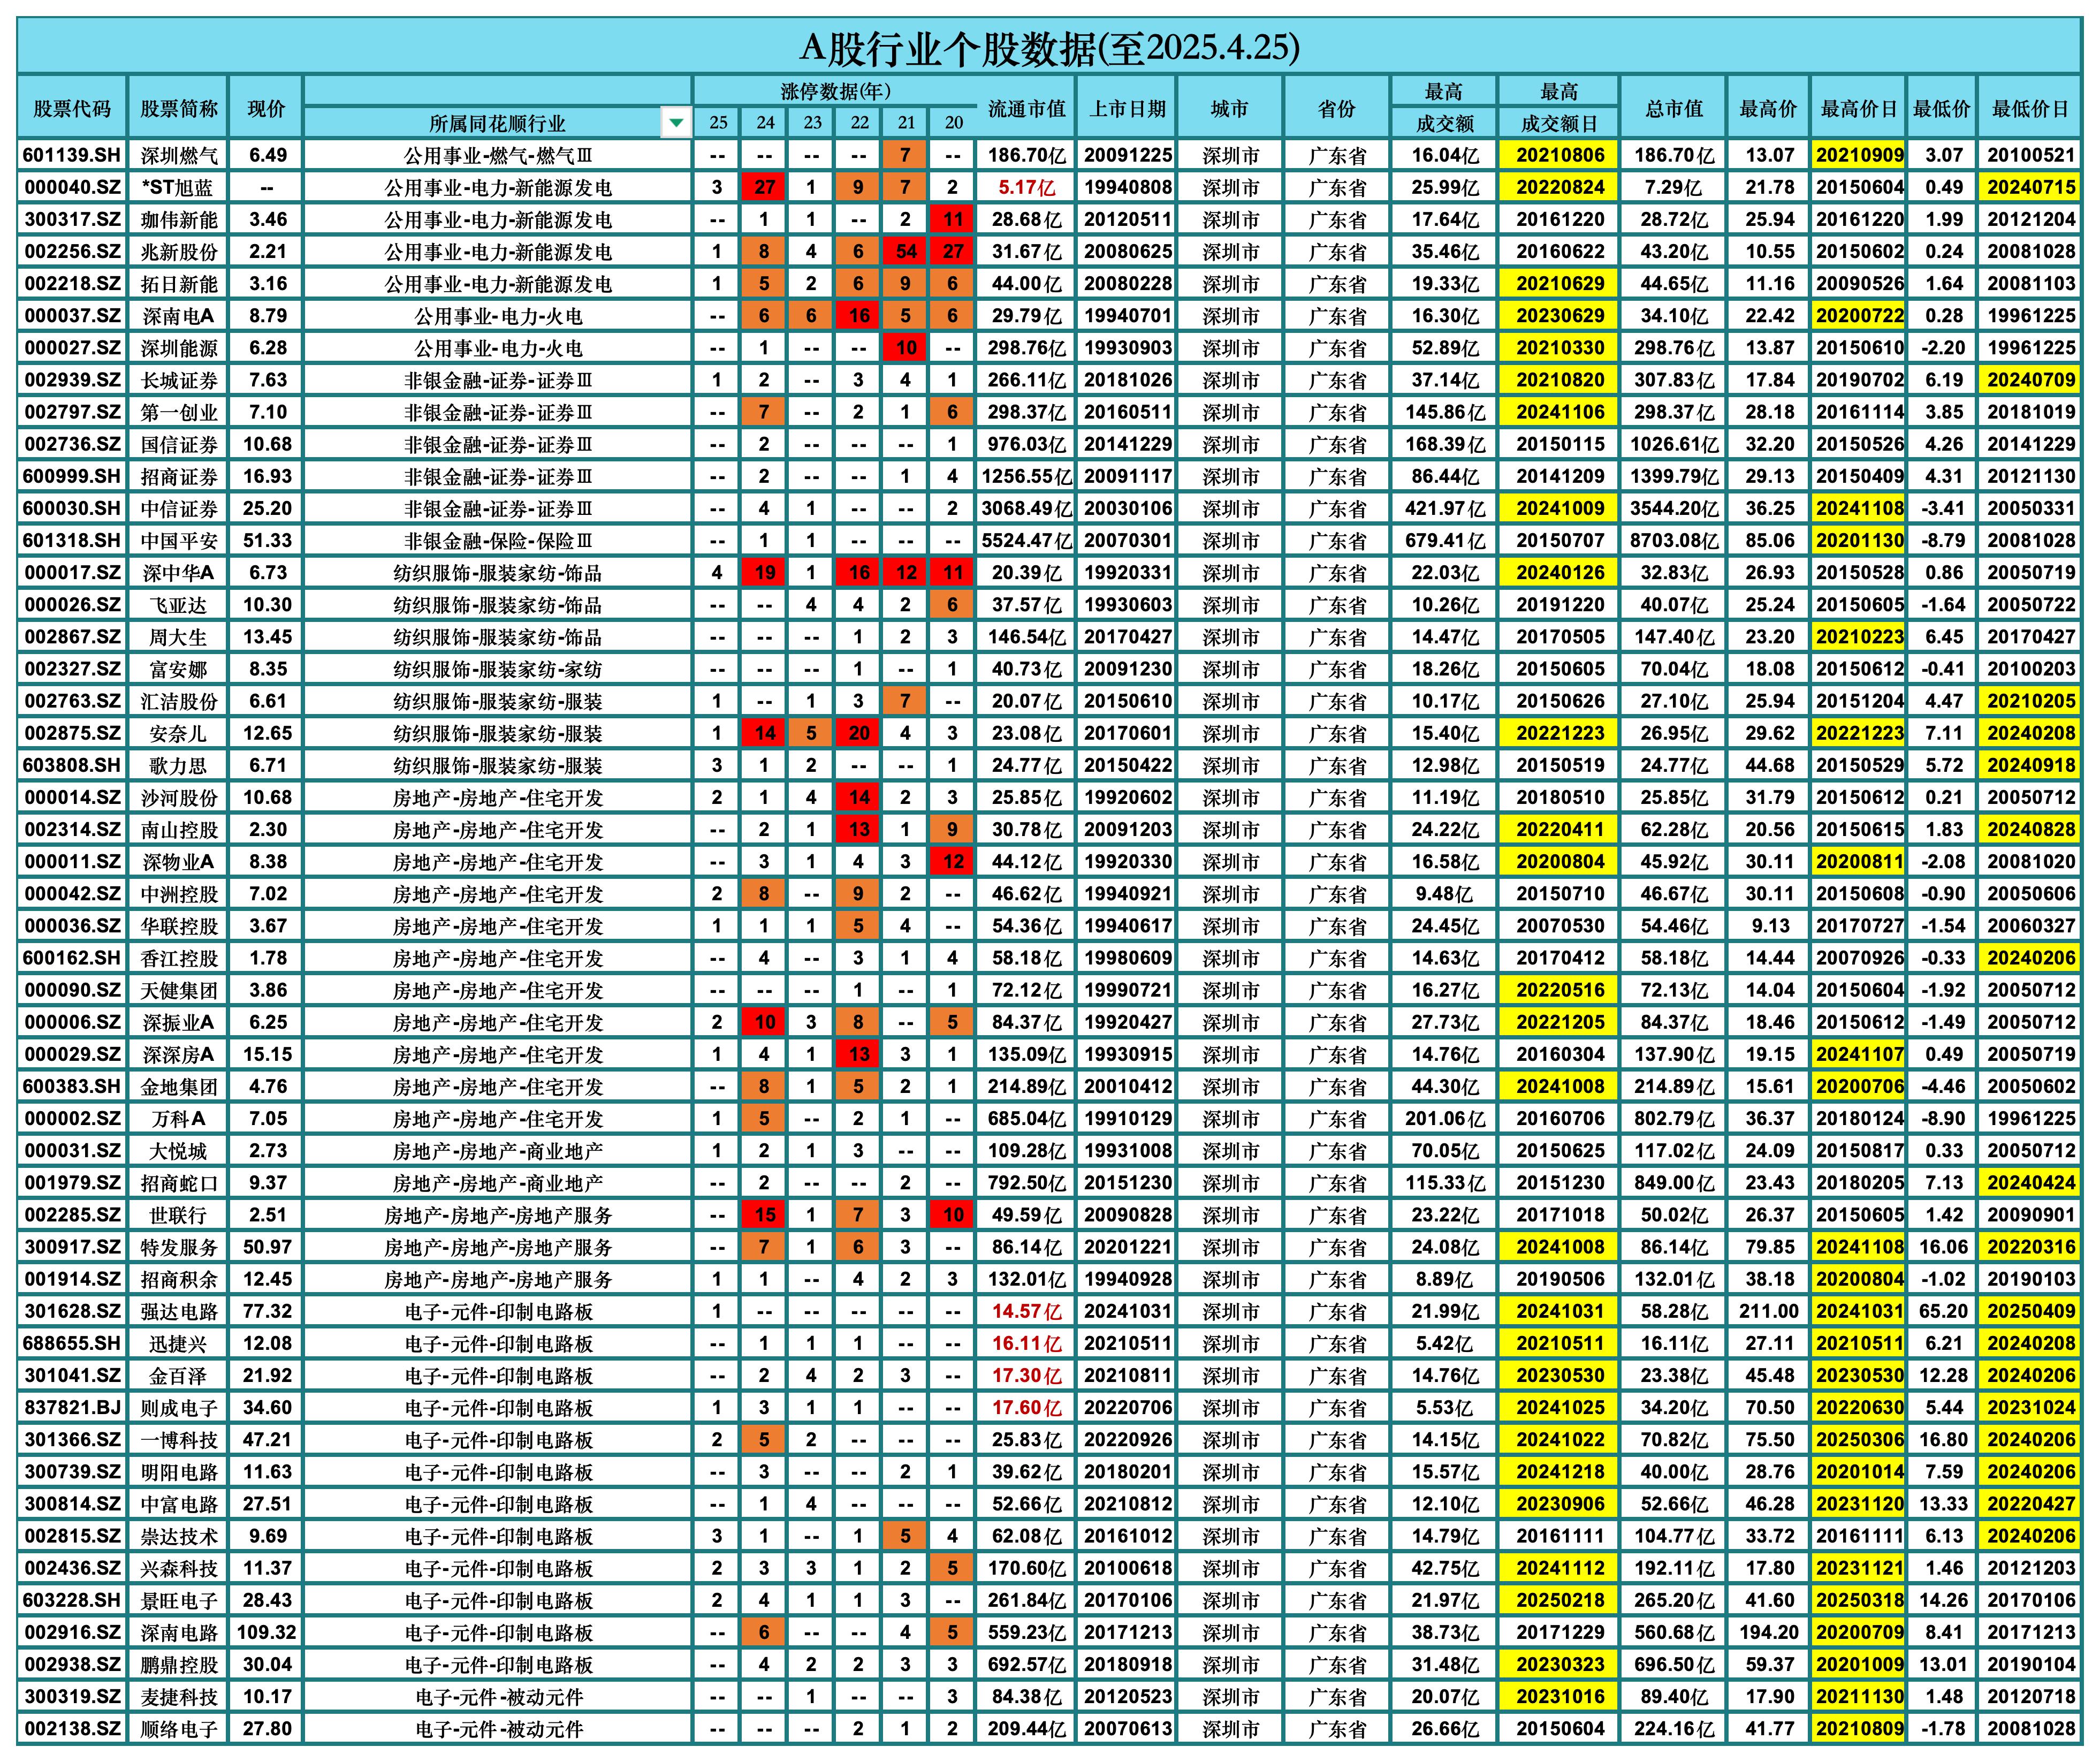 A股行业个股数据(至2025.4.25)
股票代码 股票简称 现价 所属同花顺行业 涨停数据(年) 25 24 23 22 21 20 流通市值 上市日期 城市 省份 最高成交额 最高成交额日 总市值 最高价 最高价日 最低价 最低价日
601139.SH 深圳燃气 6.49 公用事业-燃气-燃气Ⅲ -- -- -- -- 7 -- 186.70亿 20091225 深圳市 广东省 16.04亿 20210806 186.70亿 13.07 20210909 3.07 20100521
000040.SZ *ST旭蓝 -- 公用事业-电力-新能源发电 3 27 1 9 7 2 5.17亿 19940808 深圳市 广东省 25.99亿 20220824 7.29亿 21.78 20150604 0.49 20240715
300317.SZ 珈伟新能 3.46 公用事业-电力-新能源发电 -- 1 1 -- 2 11 28.68亿 20120511 深圳市 广东省 17.64亿 20161220 28.72亿 25.94 20161220 1.99 20121204
002256.SZ 兆新股份 2.21 公用事业-电力-新能源发电 1 8 4 6 54 27 31.67亿 20080625 深圳市 广东省 35.46亿 20160622 43.20亿 10.55 20150602 0.24 20081028
002218.SZ 拓日新能 3.16 公用事业-电力-新能源发电 1 5 2 6 9 6 44.00亿 20080228 深圳市 广东省 19.33亿 20210629 44.65亿 11.16 20090526 1.64 20081103
000037.SZ 深南电A 8.79 公用事业-电力-火电 -- 6 6 16 5 6 29.79亿 19940701 深圳市 广东省 16.30亿 20230629 34.10亿 22.42 20200722 0.28 19961225
000027.SZ 深圳能源 6.28 公用事业-电力-火电 -- 1 -- -- 10 -- 298.76亿 19930903 深圳市 广东省 52.89亿 20210330 298.76亿 13.87 20150610 -2.20 19961225
002939.SZ 长城证券 7.63 非银金融-证券-证券Ⅲ 1 2 -- 3 4 1 266.11亿 20181026 深圳市 广东省 37.14亿 20210820 307.83亿 17.84 20190702 6.19 20240709
002797.SZ 第一创业 7.10 非银金融-证券-证券Ⅲ -- 7 -- 2 1 6 298.37亿 20160511 深圳市 广东省 145.86亿 20241106 298.37亿 28.18 20161114 3.85 20181019
002736.SZ 国信证券 10.68 非银金融-证券-证券Ⅲ -- 2 -- -- -- 1 976.03亿 20141229 深圳市 广东省 168.39亿 20150115 1026.61亿 32.20 20150526 4.26 20141229
600999.SH 招商证券 16.93 非银金融-证券-证券Ⅲ -- 2 -- -- 1 4 1256.55亿 20091117 深圳市 广东省 86.44亿 20141209 1399.79亿 29.13 20150409 4.31 20121130
600030.SH 中信证券 25.20 非银金融-证券-证券Ⅲ -- 4 1 -- -- 2 3068.49亿 20030106 深圳市 广东省 421.97亿 20241009 3544.20亿 36.25 20241108 -3.41 20050331
601318.SH 中国平安 51.33 非银金融-保险-保险Ⅲ -- 1 1 -- -- -- 5524.47亿 20070301 深圳市 广东省 679.41亿 20150707 8703.08亿 85.06 20201130 -8.79 20081028
000017.SZ 深中华A 6.73 纺织服饰-服装家纺-饰品 4 19 1 16 12 11 20.39亿 19920331 深圳市 广东省 22.03亿 20240126 32.83亿 26.93 20150528 0.86 20050719
000026.SZ 飞亚达 10.30 纺织服饰-服装家纺-饰品 -- -- 4 4 2 6 37.57亿 19930603 深圳市 广东省 10.26亿 20191220 40.07亿 25.24 20150605 -1.64 20050722
002867.SZ 周大生 13.45 纺织服饰-服装家纺-饰品 -- -- -- 1 2 3 146.54亿 20170427 深圳市 广东省 14.47亿 20170505 147.40亿 23.20 20210223 6.45 20170427
002327.SZ 富安娜 8.35 纺织服饰-服装家纺-家纺 -- -- -- 1 -- 1 40.73亿 20091230 深圳市 广东省 18.26亿 20150605 70.04亿 18.08 20150612 -0.41 20100203
002763.SZ 汇洁股份 6.61 纺织服饰-服装家纺-服装 1 -- 1 3 7 -- 20.07亿 20150610 深圳市 广东省 10.17亿 20150626 27.10亿 25.94 20151204 4.47 20210205
002875.SZ 安奈儿 12.65 纺织服饰-服装家纺-服装 1 14 5 20 4 3 23.08亿 20170601 深圳市 广东省 15.40亿 20221223 26.95亿 29.62 20221223 7.11 20240208
603808.SH 歌力思 6.71 纺织服饰-服装家纺-服装 3 1 2 -- -- 1 24.77亿 20150422 深圳市 广东省 12.98亿 20150519 24.77亿 44.68 20150529 5.72 20240918
000014.SZ 沙河股份 10.68 房地产-房地产-住宅开发 2 1 4 14 2 3 25.85亿 19920602 深圳市 广东省 11.19亿 20180510 25.85亿 31.79 20150612 0.21 20050712
002314.SZ 南山控股 2.30 房地产-房地产-住宅开发 -- 2 1 13 1 9 30.78亿 20091203 深圳市 广东省 24.22亿 20220411 62.28亿 20.56 20150615 1.83 20240828
000011.SZ 深物业A 8.38 房地产-房地产-住宅开发 -- 3 1 4 3 12 44.12亿 19920330 深圳市 广东省 16.58亿 20200804 45.92亿 30.11 20200811 -2.08 20081020
000042.SZ 中洲控股 7.02 房地产-房地产-住宅开发 2 8 -- 9 2 -- 46.62亿 19940921 深圳市 广东省 9.48亿 20150710 46.67亿 30.11 20150608 -0.90 20050606
000036.SZ 华联控股 3.67 房地产-房地产-住宅开发 1 1 1 5 4 -- 54.36亿 19940617 深圳市 广东省 24.45亿 20070530 54.46亿 9.13 20170727 -1.54 20060327
600162.SH 香江控股 1.78 房地产-房地产-住宅开发 -- 4 -- 3 1 4 58.18亿 19980609 深圳市 广东省 14.63亿 20170412 58.18亿 14.44 20070926 -0.33 20240206
000090.SZ 天健集团 3.86 房地产-房地产-住宅开发 -- -- -- 1 -- 1 72.12亿 19990721 深圳市 广东省 16.27亿 20220516 72.13亿 14.04 20150604 -1.92 20050712
000006.SZ 深振业A 6.25 房地产-房地产-住宅开发 2 10 3 8 -- 5 84.37亿 19920427 深圳市 广东省 27.73亿 20221205 84.37亿 18.46 20150612 -1.49 20050712
000029.SZ 深深房A 15.15 房地产-房地产-住宅开发 1 4 1 13 3 1 135.09亿 19930915 深圳市 广东省 14.76亿 20160304 137.90亿 19.15 20241107 0.49 20050719
600383.SH 金地集团 4.76 房地产-房地产-住宅开发 -- 8 1 5 2 1 214.89亿 20010412 深圳市 广东省 44.30亿 20241008 214.89亿 15.61 20200706 -4.46 20050602
000002.SZ 万科A 7.05 房地产-房地产-住宅开发 1 5 -- 2 1 -- 685.04亿 19910129 深圳市 广东省 201.06亿 20160706 802.79亿 36.37 20180124 -8.90 19961225
000031.SZ 大悦城 2.73 房地产-房地产-商业地产 1 2 1 3 -- -- 109.28亿 19931008 深圳市 广东省 70.05亿 20150625 117.02亿 24.09 20150817 0.33 20050712
001979.SZ 招商蛇口 9.37 房地产-房地产-商业地产 -- 2 -- -- 2 -- 792.50亿 20151230 深圳市 广东省 115.33亿 20151230 849.00亿 23.43 20180205 7.13 20240424
002285.SZ 世联行 2.51 房地产-房地产-房地产服务 -- 15 1 7 3 10 49.59亿 20090828 深圳市 广东省 23.22亿 20171018 50.02亿 26.37 20150605 1.42 20090901
300917.SZ 特发服务 50.97 房地产-房地产-房地产服务 -- 7 1 6 3 -- 86.14亿 20201221 深圳市 广东省 24.08亿 20241008 86.14亿 79.85 20241108 16.06 20220316
001914.SZ 招商积余 12.45 房地产-房地产-房地产服务 1 1 -- 4 2 3 132.01亿 19940928 深圳市 广东省 8.89亿 20190506 132.01亿 38.18 20200804 -1.02 20190103
301628.SZ 强达电路 77.32 电子-元件-印制电路板 1 -- -- -- -- -- 14.57亿 20241031 深圳市 广东省 21.99亿 20241031 58.28亿 211.00 20241031 65.20 20250409
688655.SH 迅捷兴 12.08 电子-元件-印制电路板 -- 1 1 1 -- -- 16.11亿 20210511 深圳市 广东省 5.42亿 20210511 16.11亿 27.11 20210511 6.21 20240208
301041.SZ 金百泽 21.92 电子-元件-印制电路板 -- 2 4 2 3 -- 17.30亿 20210811 深圳市 广东省 14.76亿 20230530 23.38亿 45.48 20230530 12.28 20240206
837821.BJ 则成电子 34.60 电子-元件-印制电路板 1 3 1 1 -- -- 17.60亿 20220706 深圳市 广东省 5.53亿 20241025 34.20亿 70.50 20220630 5.44 20231024
301366.SZ 一博科技 47.21 电子-元件-印制电路板 2 5 2 -- -- -- 25.83亿 20220926 深圳市 广东省 14.15亿 20241022 70.82亿 75.50 20250306 16.80 20240206
300739.SZ 明阳电路 11.63 电子-元件-印制电路板 -- 3 -- -- 2 1 39.62亿 20180201 深圳市 广东省 15.57亿 20241218 40.00亿 28.76 20201014 7.59 20240206
300814.SZ 中富电路 27.51 电子-元件-印制电路板 -- 1 4 -- -- -- 52.66亿 20210812 深圳市 广东省 12.10亿 20230906 52.66亿 46.28 20231120 13.33 20220427
002815.SZ 崇达技术 9.69 电子-元件-印制电路板 3 1 -- 1 5 4 62.08亿 20161012 深圳市 广东省 14.79亿 20161111 104.77亿 33.72 20161111 6.13 20240206
002436.SZ 兴森科技 11.37 电子-元件-印制电路板 2 3 3 1 2 5 170.60亿 20100618 深圳市 广东省 42.75亿 20241112 192.11亿 17.80 20231121 1.46 20121203
603228.SH 景旺电子 28.43 电子-元件-印制电路板 2 4 1 1 3 -- 261.84亿 20170106 深圳市 广东省 21.97亿 20250218 265.20亿 41.60 20250318 14.26 20170106
002916.SZ 深南电路 109.32 电子-元件-印制电路板 -- 6 -- -- 4 5 559.23亿 20171213 深圳市 广东省 38.73亿 20171229 560.68亿 194.20 20200709 8.41 20171213
002938.SZ 鹏鼎控股 30.04 电子-元件-印制电路板 -- 4 2 2 3 3 692.57亿 20180918 深圳市 广东省 31.48亿 20230323 696.50亿 59.37 20201009 13.01 20190104
300319.SZ 麦捷科技 10.17 电子-元件-被动元件 -- -- 1 -- -- 3 84.38亿 20120523 深圳市 广东省 20.07亿 20231016 89.40亿 17.90 20211130 1.48 20120718
002138.SZ 顺络电子 27.80 电子-元件-被动元件 -- -- -- 2 1 2 209.44亿 20070613 深圳市 广东省 26.66亿 20150604 224.16亿 41.77 20210809 -1.78 20081028